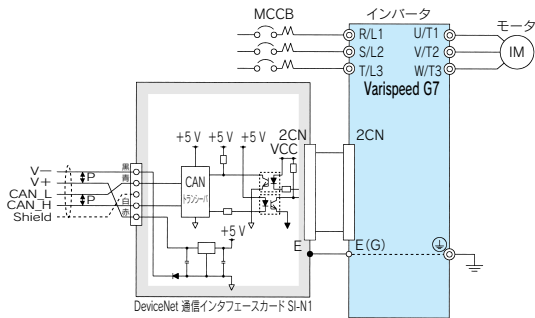 MCCB
インバータ
モータ
R/L1
U/T1
S/L2
V/T2
IM
T/L3
W/T3
Varispeed G7
+5 V
+5 V
+5 V
2CN
2CN
VCC
V−
V+
CAN_L
CAN_H
Shield
P
P
黒
青
白
赤
CAN
トランシーバ
+5 V
E
E(G)
DeviceNet 通信インタフェースカード SI-N1